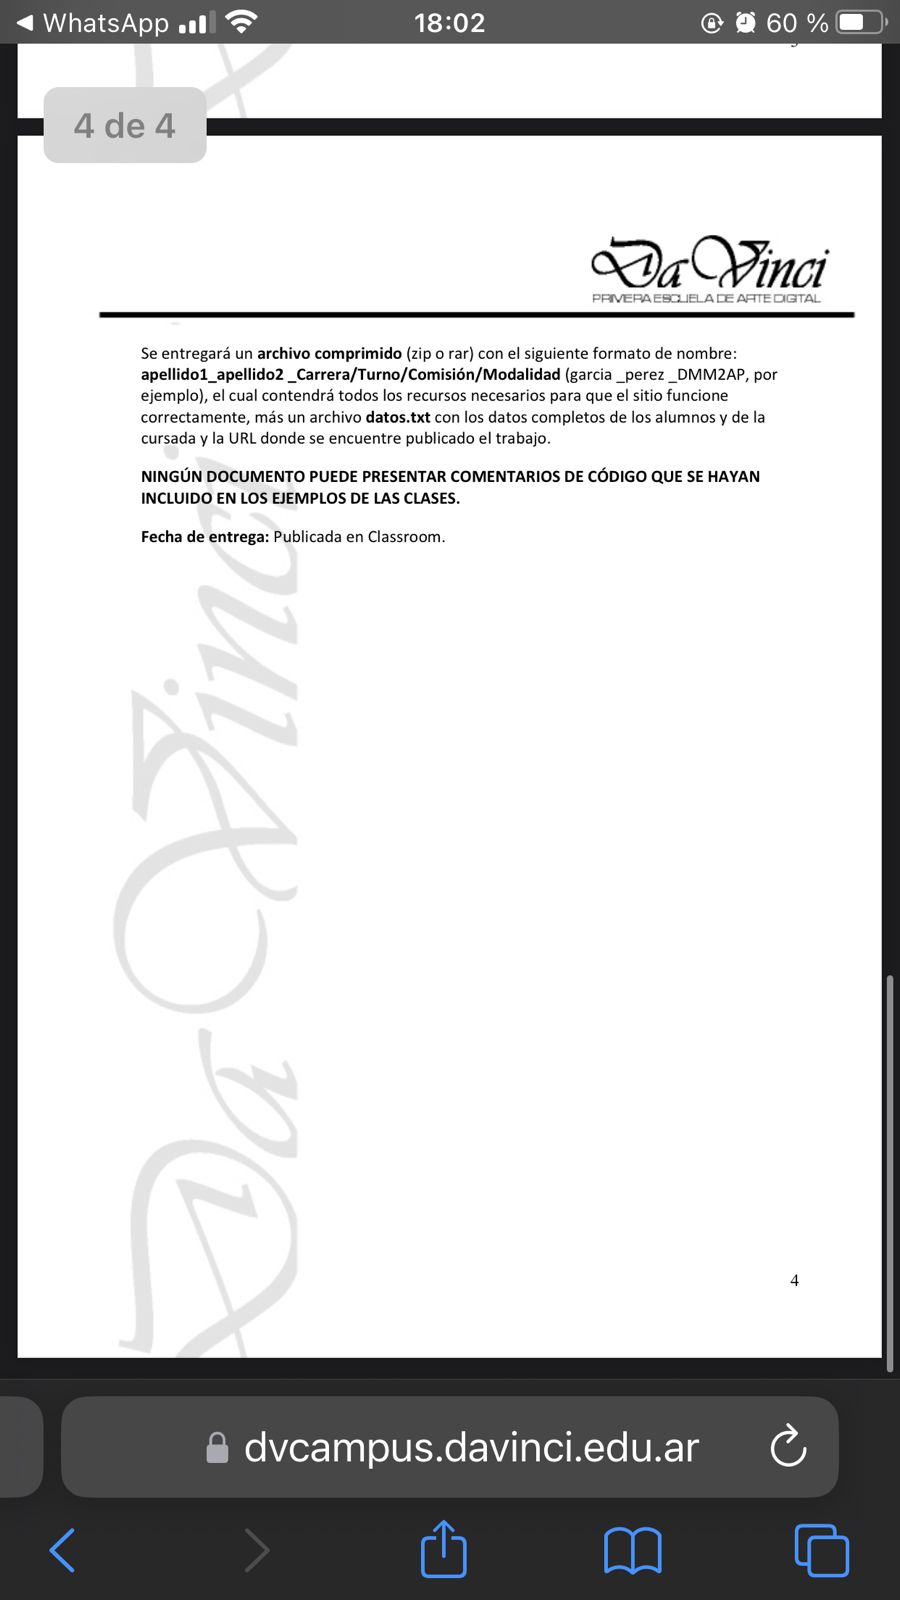 WhatsApp
18:02
60 %
4 de 4
Da Vinci
PRIMERA ESCUELA DE ARTE DIGITAL
Se entregará un archivo comprimido (zip o rar) con el siguiente formato de nombre:
apellido1_apellido2 _Carrera/Turno/Comisión/Modalidad (garcia _perez _DMM2AP, por
ejemplo), el cual contendrá todos los recursos necesarios para que el sitio funcione
correctamente, más un archivo datos.txt con los datos completos de los alumnos y de la
cursada y la URL donde se encuentre publicado el trabajo.
NINGÚN DOCUMENTO PUEDE PRESENTAR COMENTARIOS DE CÓDIGO QUE SE HAYAN
INCLUIDO EN LOS EJEMPLOS DE LAS CLASES.
Fecha de entrega: Publicada en Classroom.
Da Vinci
4
dvcampus.davinci.edu.ar